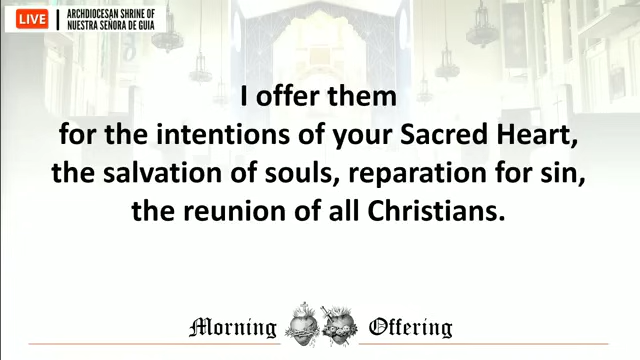 LIVE
ARCHDIOCESAN SHRINE OF
NUESTRA SEÑORA DE GUIA
I offer them
for the intentions of your Sacred Heart,
the salvation of souls, reparation for sin,
the reunion of all Christians.
Morning Offering